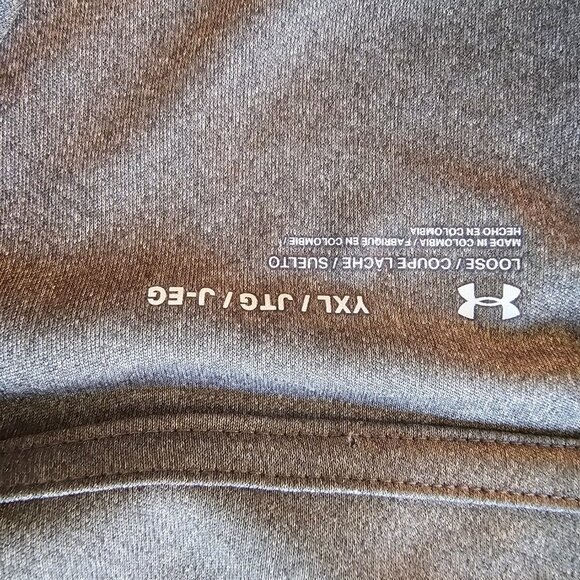 YXL / JTG / J-EG
LOOSE / COUPE LACHE / SUELTO
MADE IN COLOMBIA / FABRIQUE EN COLOMBIE /
HECHO EN COLOMBIA